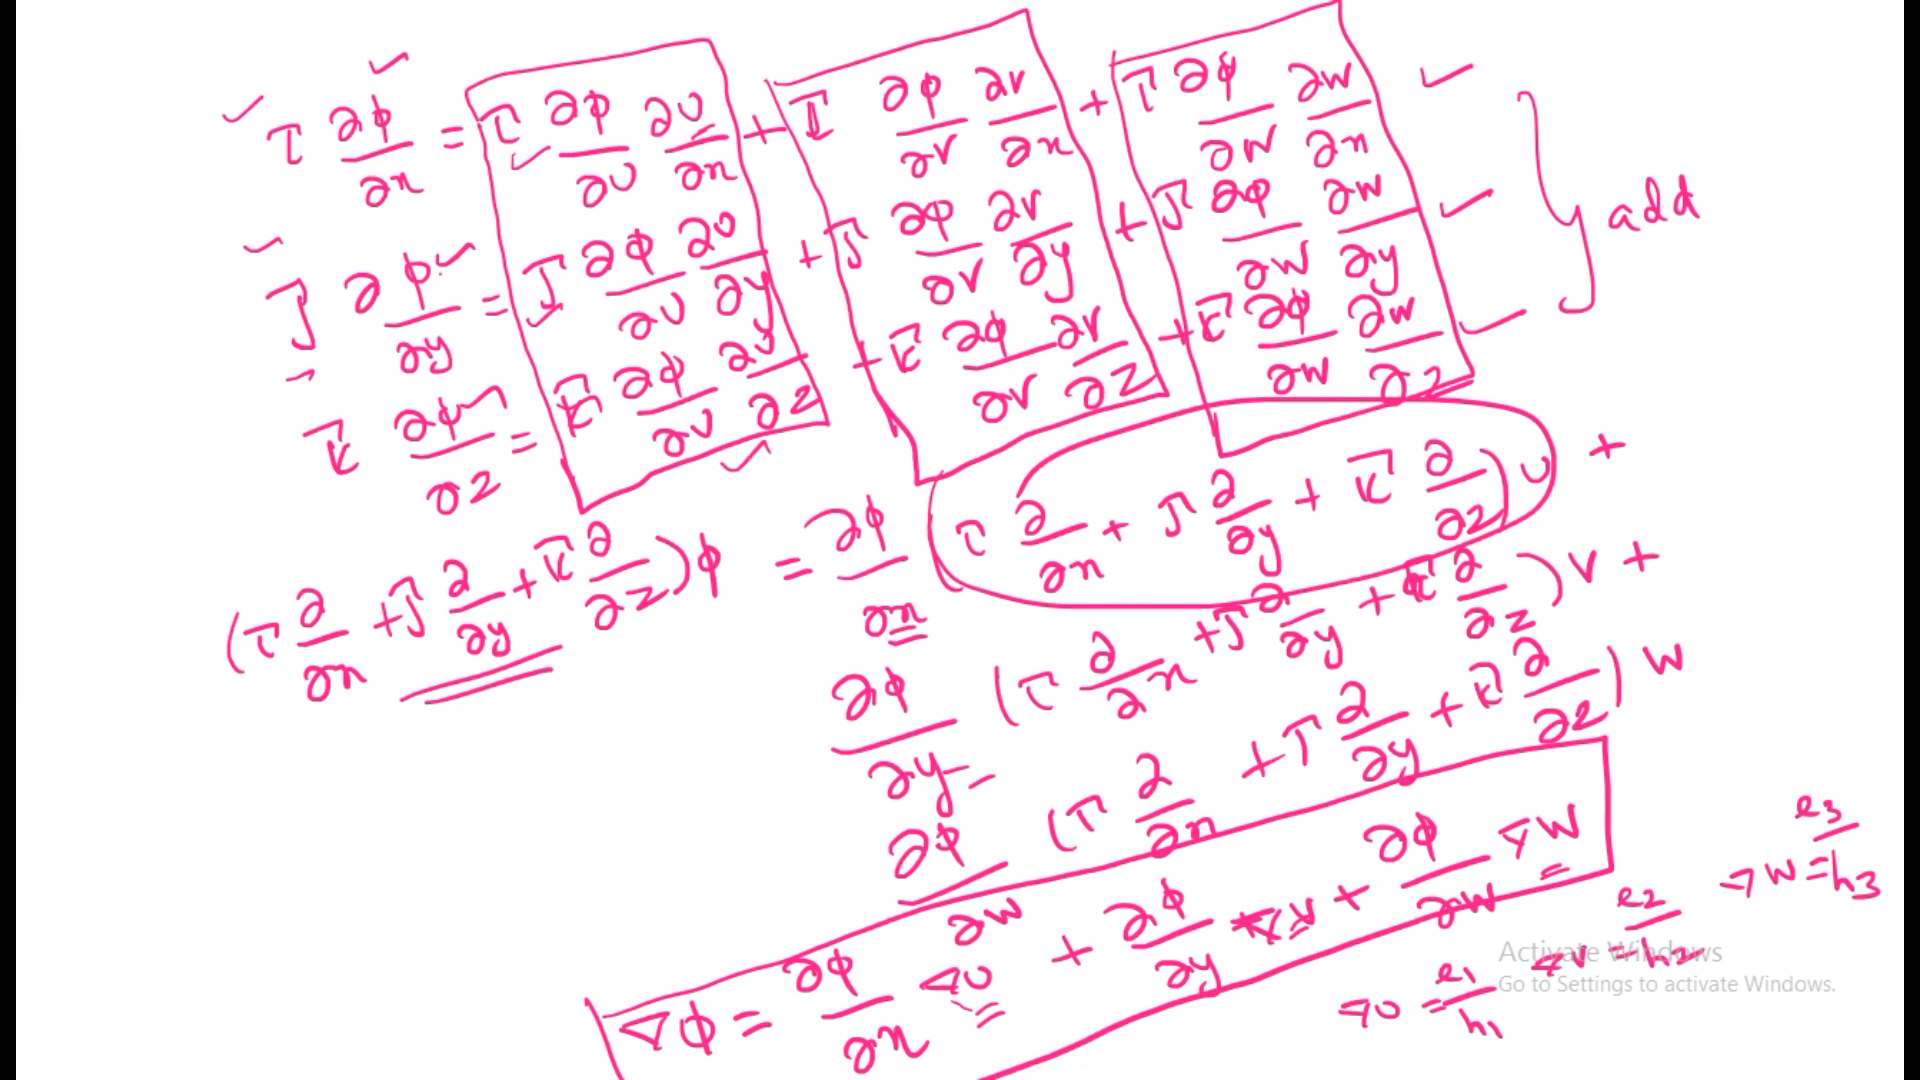 i⃗ ∂φ/∂x = i⃗ ∂φ/∂u ∂u/∂x + i⃗ ∂φ/∂v ∂v/∂x + i⃗ ∂φ/∂w ∂w/∂x
j⃗ ∂φ/∂y = j⃗ ∂φ/∂u ∂u/∂y + j⃗ ∂φ/∂v ∂v/∂y + j⃗ ∂φ/∂w ∂w/∂y
add
k⃗ ∂φ/∂z = k⃗ ∂φ/∂u ∂u/∂z + k⃗ ∂φ/∂v ∂v/∂z + k⃗ ∂φ/∂w ∂w/∂z
(i⃗ ∂/∂x + j⃗ ∂/∂y + k⃗ ∂/∂z) φ = ∂φ/∂x (i⃗ ∂/∂x + j⃗ ∂/∂y + k⃗ ∂/∂z) u +
∂φ/∂y (i⃗ ∂/∂x + j⃗ ∂/∂y + k⃗ ∂/∂z) v +
∂φ/∂w (i⃗ ∂/∂x + j⃗ ∂/∂y + k⃗ ∂/∂z) w
∇φ = ∂φ/∂x ∇u + ∂φ/∂y ∇v + ∂φ/∂w ∇w
∇u = e1/h1 ∇v = e2/h2 ∇w = e3/h3
Activate Windows
Go to Settings to activate Windows.